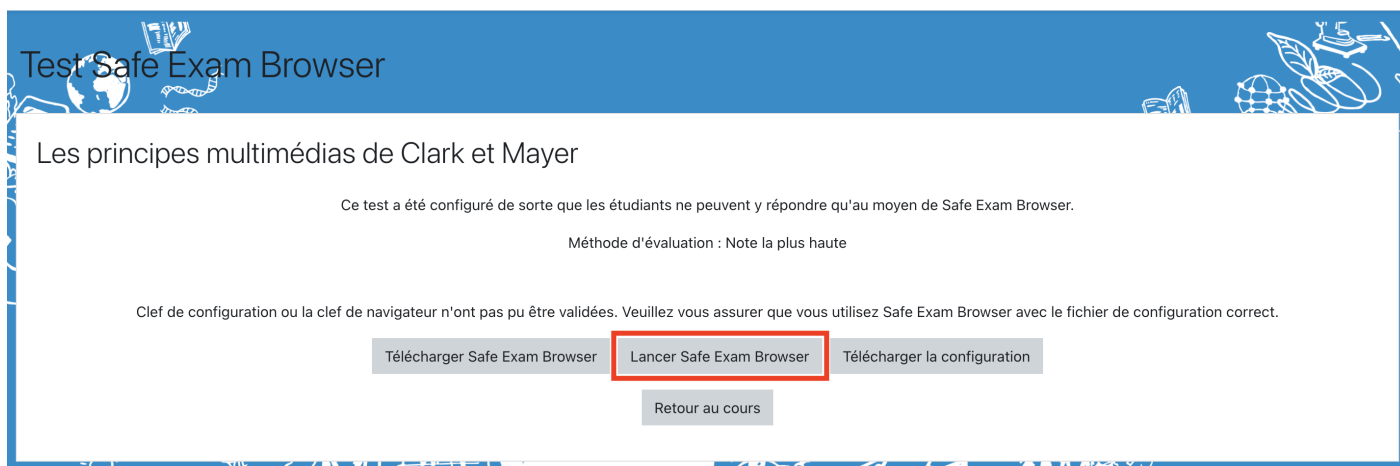 Test Safe Exam Browser
Les principes multimédias de Clark et Mayer
Ce test a été configuré de sorte que les étudiants ne peuvent y répondre qu'au moyen de Safe Exam Browser.
Méthode d'évaluation : Note la plus haute
Clef de configuration ou la clef de navigateur n'ont pas pu être validées. Veuillez vous assurer que vous utilisez Safe Exam Browser avec le fichier de configuration correct.
Télécharger Safe Exam Browser Lancer Safe Exam Browser Télécharger la configuration
Retour au cours